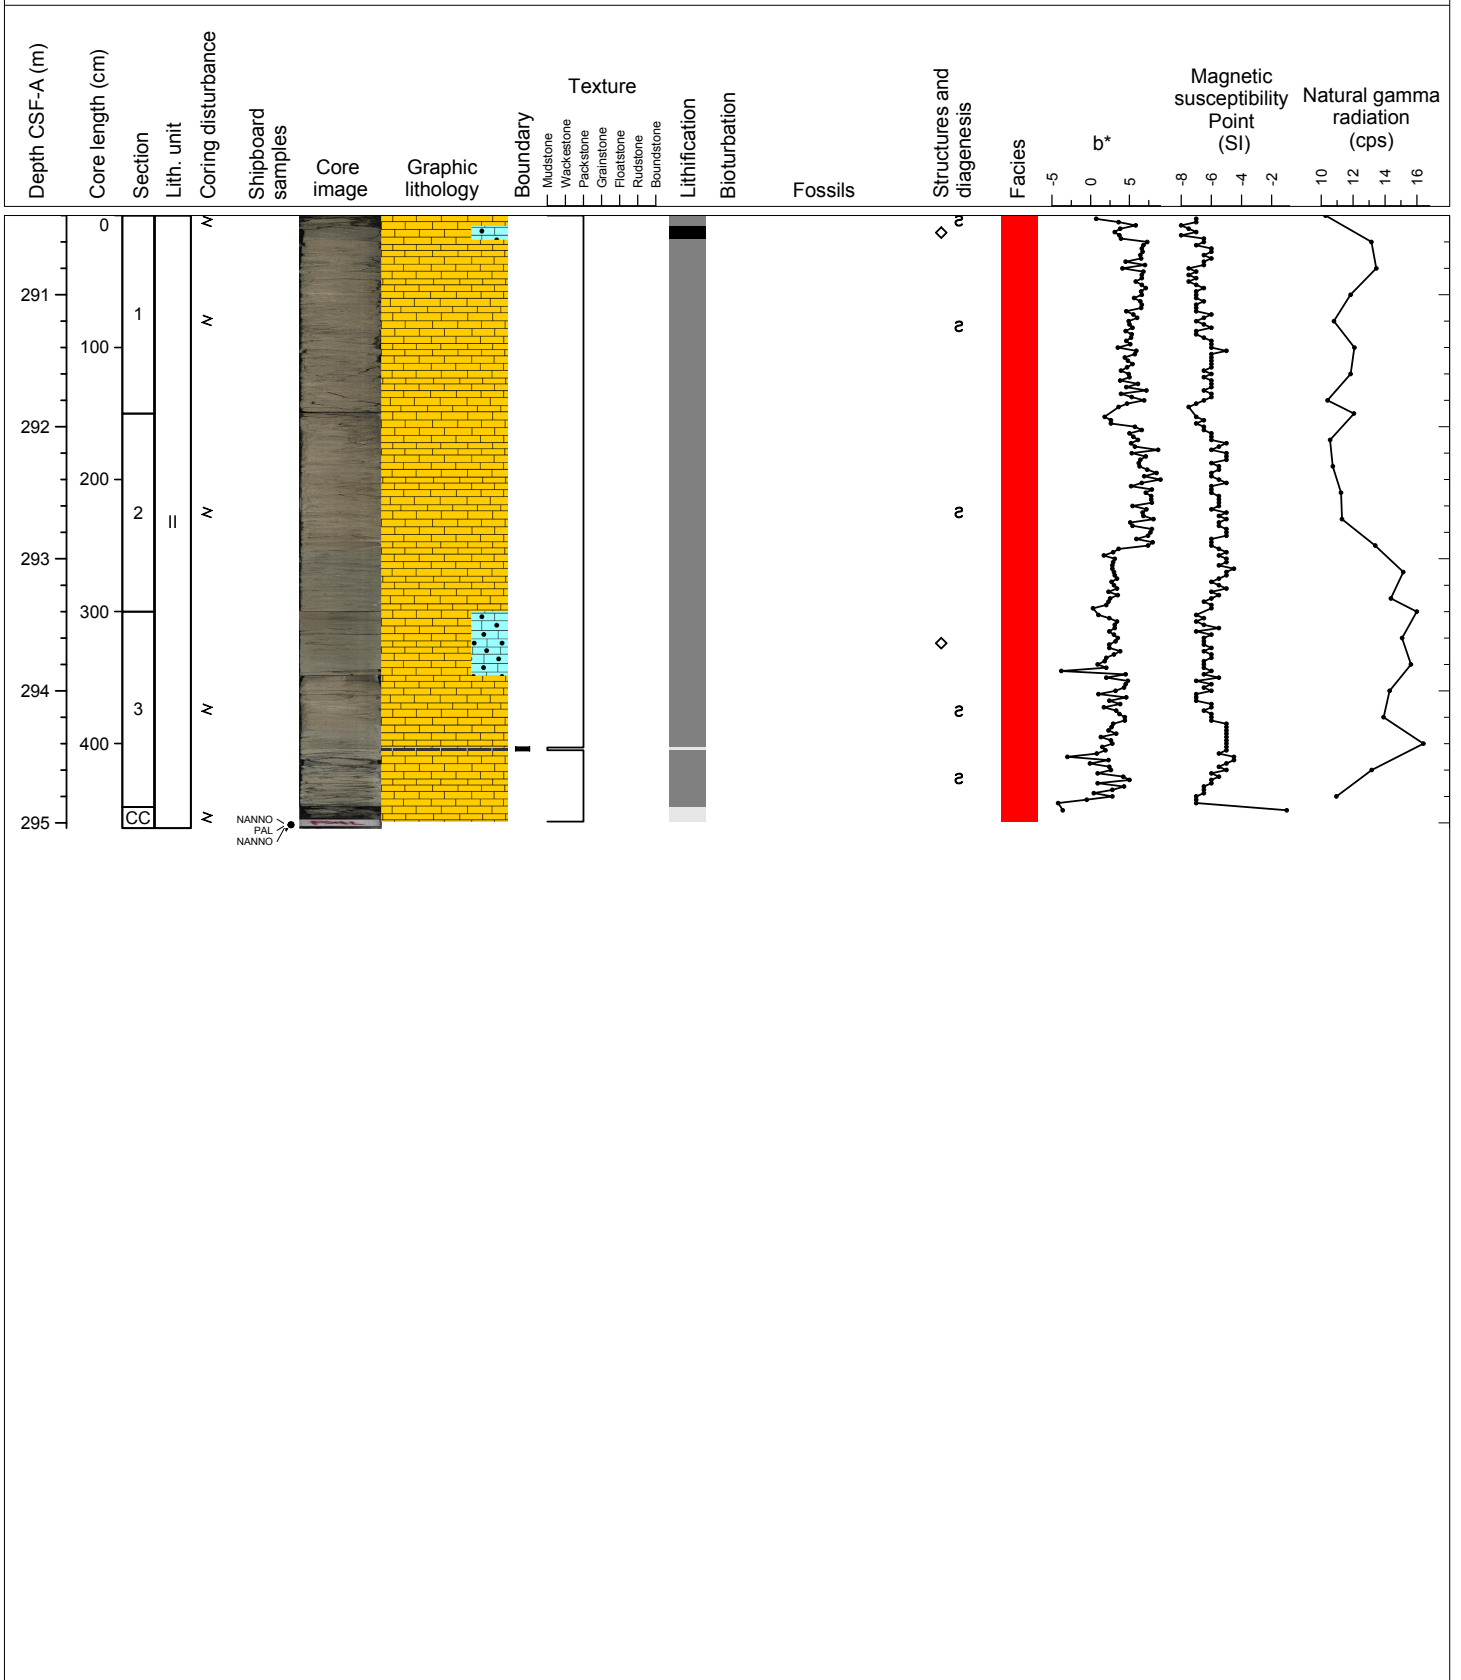 Depth CSF-A (m)
Core length (cm)
Section
Lith. unit
Coring disturbance
Shipboard
samples
Core
image
Graphic
lithology
Boundary
Texture
Mudstone
Wackestone
Packstone
Grainstone
Floatstone
Rudstone
Boundstone
Lithification
Bioturbation
Fossils
Structures and
diagenesis
Facies
b*
-5 0 5
Magnetic
susceptibility
Point
(SI)
-8 -6 -4 -2
Natural gamma
radiation
(cps)
10 12 14 16
0
291
1
100
292
200
2
II
293
300
294
3
400
295
CC
NANNO
PAL
NANNO